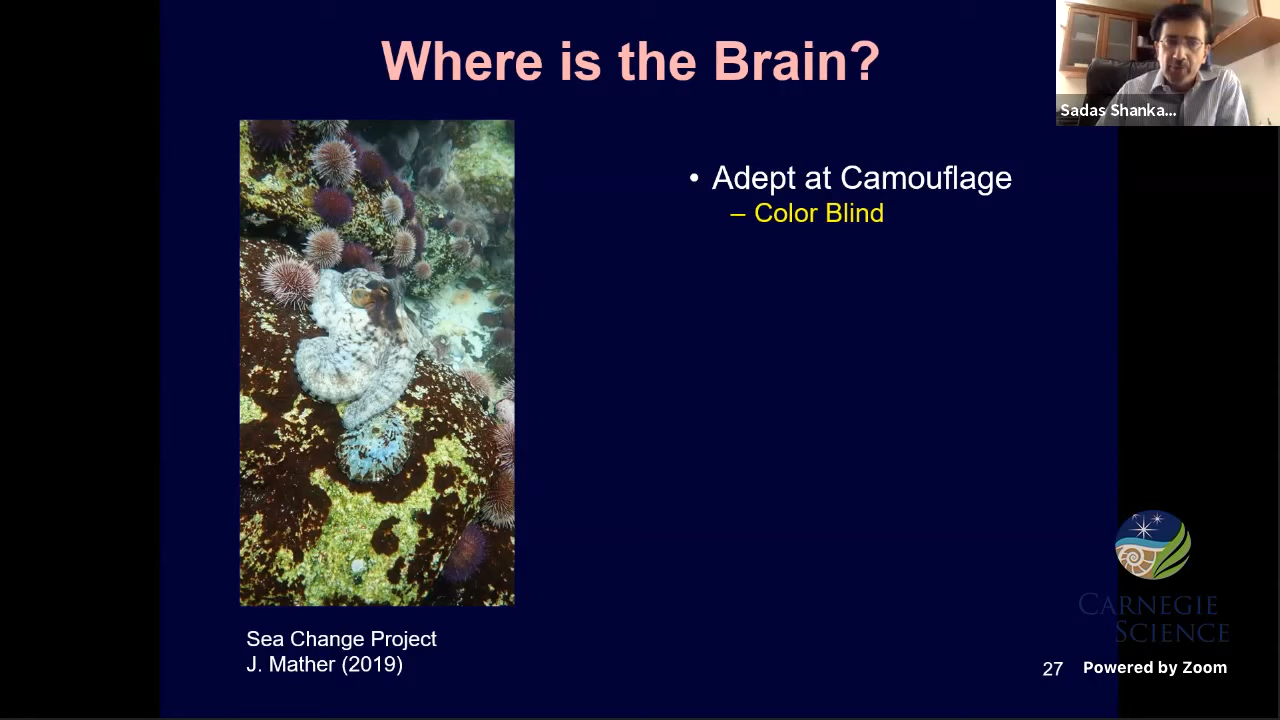 Where is the Brain?
Sadas Shanka...
• Adept at Camouflage
– Color Blind
Sea Change Project
J. Mather (2019)
CARNEGIE
SCIENCE
27
Powered by Zoom